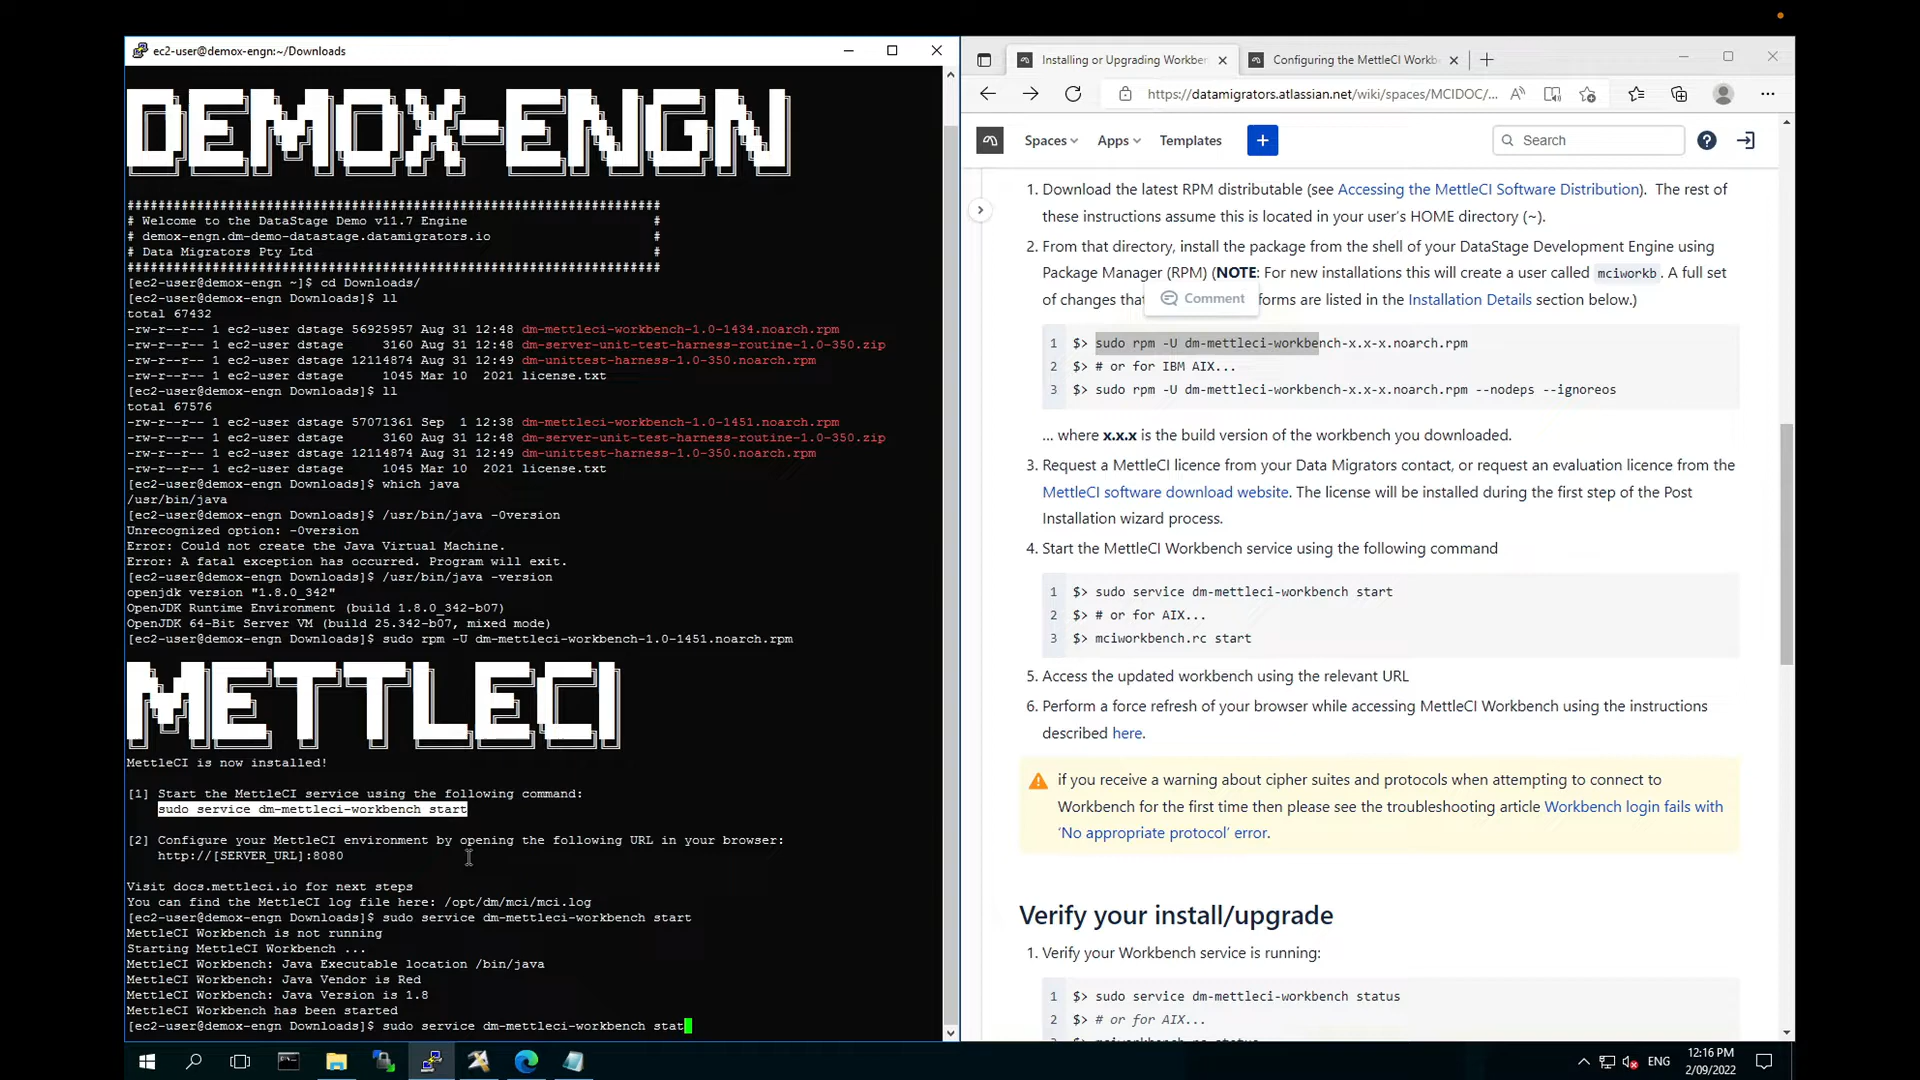 ec2-user@demox-engn:~/Downloads
DEMOX-ENGN
################################################################
# Welcome to the DataStage Demo v11.7 Engine #
# demox-engn.dm-demo-datastage.datamigrators.io #
# Data Migrators Pty Ltd #
################################################################
[ec2-user@demox-engn ~]$ cd Downloads/
[ec2-user@demox-engn Downloads]$ ll
total 67432
-rw-r--r-- 1 ec2-user dstage 56925957 Aug 31 12:48 dm-mettleci-workbench-1.0-1434.noarch.rpm
-rw-r--r-- 1 ec2-user dstage 3160 Aug 31 12:48 dm-server-unit-test-harness-routine-1.0-350.zip
-rw-r--r-- 1 ec2-user dstage 12114874 Aug 31 12:49 dm-unittest-harness-1.0-350.noarch.rpm
-rw-r--r-- 1 ec2-user dstage 1045 Mar 10 2021 license.txt
[ec2-user@demox-engn Downloads]$ ll
total 67576
-rw-r--r-- 1 ec2-user dstage 57071361 Sep 1 12:38 dm-mettleci-workbench-1.0-1451.noarch.rpm
-rw-r--r-- 1 ec2-user dstage 3160 Aug 31 12:48 dm-server-unit-test-harness-routine-1.0-350.zip
-rw-r--r-- 1 ec2-user dstage 12114874 Aug 31 12:49 dm-unittest-harness-1.0-350.noarch.rpm
-rw-r--r-- 1 ec2-user dstage 1045 Mar 10 2021 license.txt
[ec2-user@demox-engn Downloads]$ which java
/usr/bin/java
[ec2-user@demox-engn Downloads]$ /usr/bin/java -0version
Unrecognized option: -0version
Error: Could not create the Java Virtual Machine.
Error: A fatal exception has occurred. Program will exit.
[ec2-user@demox-engn Downloads]$ /usr/bin/java -version
openjdk version "1.8.0_342"
OpenJDK Runtime Environment (build 1.8.0_342-b07)
OpenJDK 64-Bit Server VM (build 25.342-b07, mixed mode)
[ec2-user@demox-engn Downloads]$ sudo rpm -U dm-mettleci-workbench-1.0-1451.noarch.rpm
METTLECI
MettleCI is now installed!
[1] Start the MettleCI service using the following command:
sudo service dm-mettleci-workbench start
[2] Configure your MettleCI environment by opening the following URL in your browser:
http://[SERVER_URL]:8080
Visit docs.mettleci.io for next steps
You can find the MettleCI log file here: /opt/dm/mci/mci.log
[ec2-user@demox-engn Downloads]$ sudo service dm-mettleci-workbench start
MettleCI Workbench is not running
Starting MettleCI Workbench ...
MettleCI Workbench: Java Executable location /bin/java
MettleCI Workbench: Java Vendor is Red
MettleCI Workbench: Java Version is 1.8
MettleCI Workbench has been started
[ec2-user@demox-engn Downloads]$ sudo service dm-mettleci-workbench stat
Installing or Upgrading Workber
Configuring the MettleCI Workb
https://datamigrators.atlassian.net/wiki/spaces/MCIDOC/...
Spaces
Apps
Templates
Search
1. Download the latest RPM distributable (see Accessing the MettleCI Software Distribution). The rest of
these instructions assume this is located in your user's HOME directory (~).
2. From that directory, install the package from the shell of your DataStage Development Engine using
Package Manager (RPM) (NOTE: For new installations this will create a user called mciworkb. A full set
of changes that
Comment
forms are listed in the Installation Details section below.)
1 $> sudo rpm -U dm-mettleci-workbench-x.x-x.noarch.rpm
2 $> # or for IBM AIX...
3 $> sudo rpm -U dm-mettleci-workbench-x.x-x.noarch.rpm --nodeps --ignoreos
... where x.x.x is the build version of the workbench you downloaded.
3. Request a MettleCI licence from your Data Migrators contact, or request an evaluation licence from the
MettleCI software download website. The license will be installed during the first step of the Post
Installation wizard process.
4. Start the MettleCI Workbench service using the following command
1 $> sudo service dm-mettleci-workbench start
2 $> # or for AIX...
3 $> mciworkbench.rc start
5. Access the updated workbench using the relevant URL
6. Perform a force refresh of your browser while accessing MettleCI Workbench using the instructions
described here.
if you receive a warning about cipher suites and protocols when attempting to connect to
Workbench for the first time then please see the troubleshooting article Workbench login fails with
'No appropriate protocol' error.
Verify your install/upgrade
1. Verify your Workbench service is running:
1 $> sudo service dm-mettleci-workbench status
2 $> # or for AIX...
ENG
12:16 PM
2/09/2022